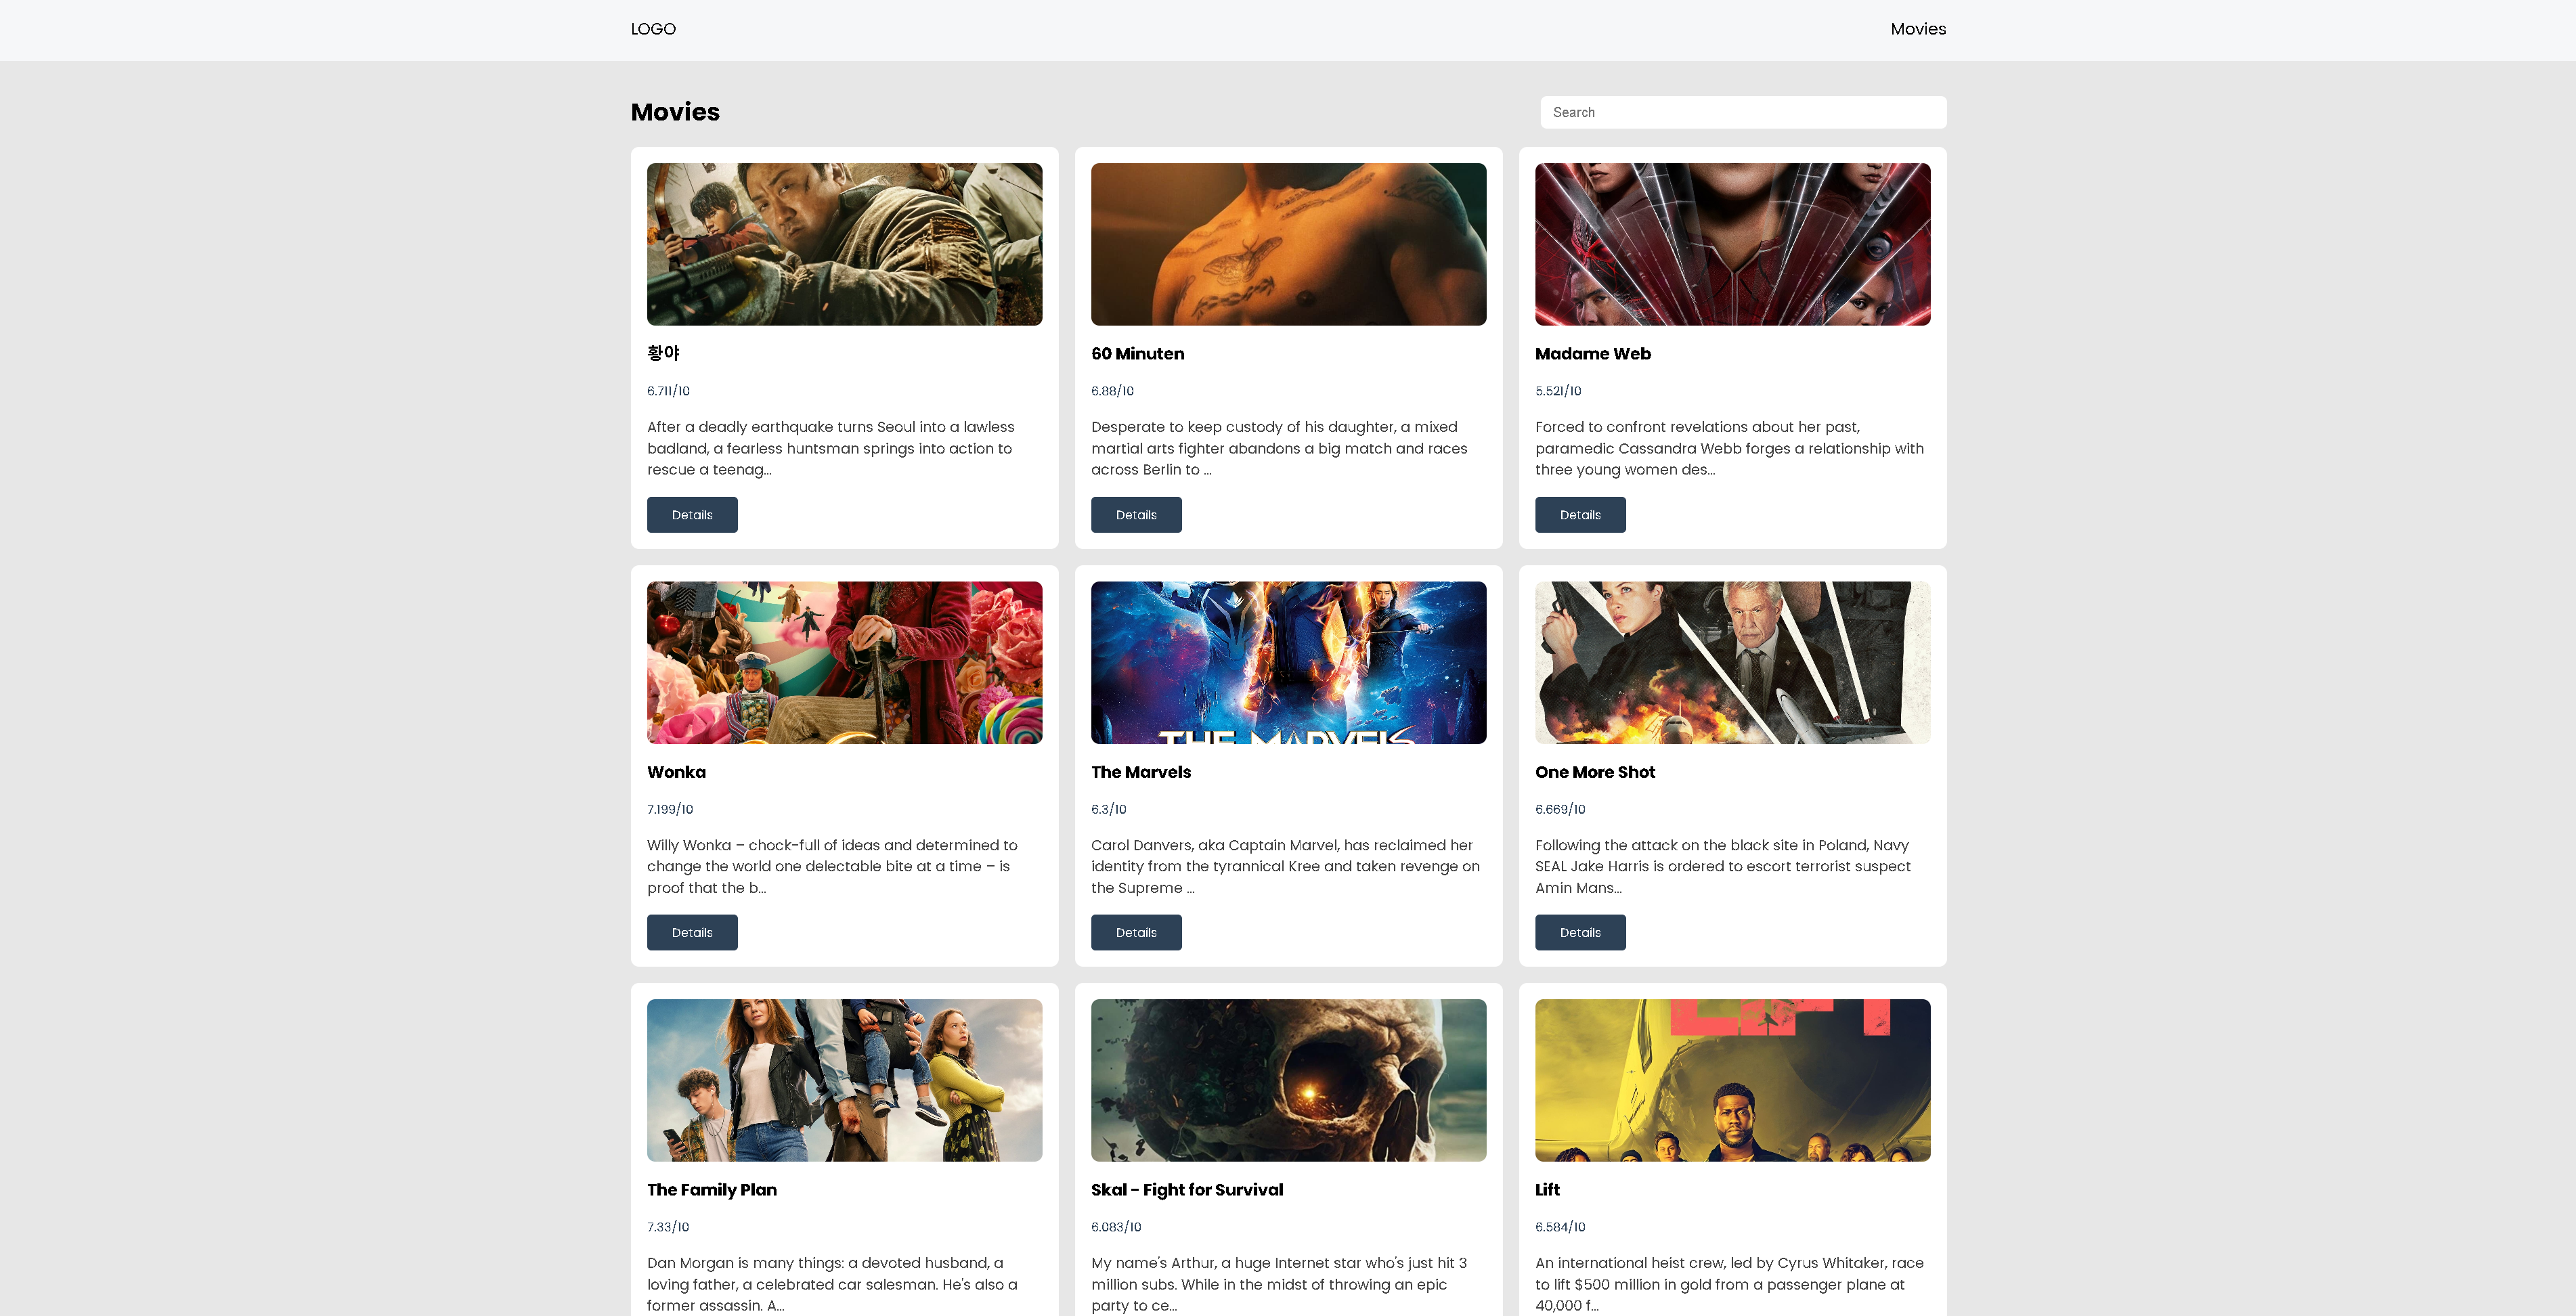 LOGO
Movies
Movies
Search
황야
6.711/10
After a deadly earthquake turns Seoul into a lawless
badland, a fearless huntsman springs into action to
rescue a teenag...
Details
60 Minuten
6.88/10
Desperate to keep custody of his daughter, a mixed
martial arts fighter abandons a big match and races
across Berlin to ...
Details
Madame Web
5.521/10
Forced to confront revelations about her past,
paramedic Cassandra Webb forges a relationship with
three young women des...
Details
Wonka
7.199/10
Willy Wonka – chock-full of ideas and determined to
change the world one delectable bite at a time – is
proof that the b...
Details
THE MARVELS
The Marvels
6.3/10
Carol Danvers, aka Captain Marvel, has reclaimed her
identity from the tyrannical Kree and taken revenge on
the Supreme ...
Details
One More Shot
6.669/10
Following the attack on the black site in Poland, Navy
SEAL Jake Harris is ordered to escort terrorist suspect
Amin Mans...
Details
The Family Plan
7.33/10
Dan Morgan is many things: a devoted husband, a
loving father, a celebrated car salesman. He's also a
former assassin. A...
Skal - Fight for Survival
6.083/10
My name's Arthur, a huge Internet star who's just hit 3
million subs. While in the midst of throwing an epic
party to ce...
Lift
6.584/10
An international heist crew, led by Cyrus Whitaker, race
to lift $500 million in gold from a passenger plane at
40,000 f...